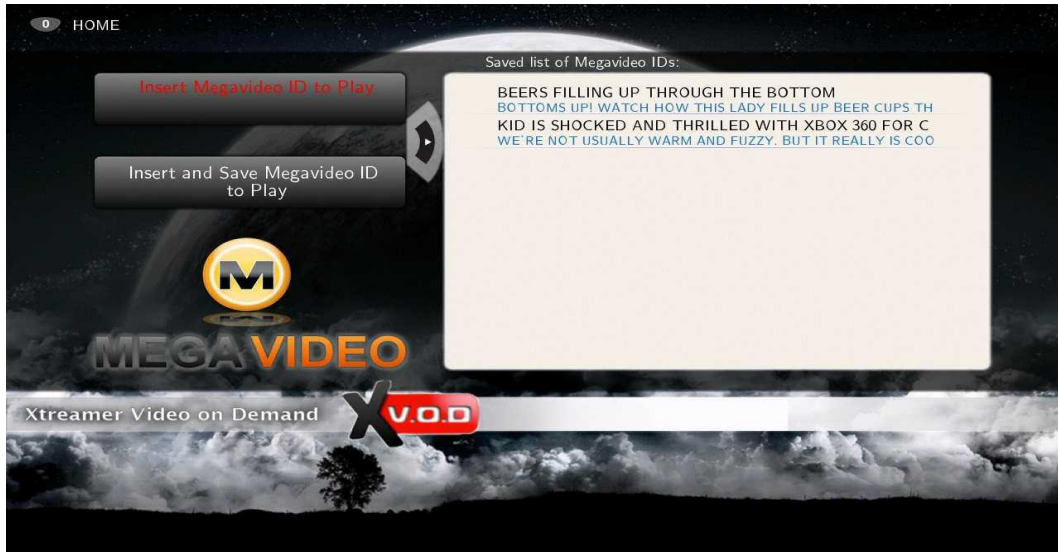 0 HOME
Saved list of Megavideo IDs:
Insert Megavideo ID to Play
BEERS FILLING UP THROUGH THE BOTTOM
BOTTOMS UP! WATCH HOW THIS LADY FILLS UP BEER CUPS TH
KID IS SHOCKED AND THRILLED WITH XBOX 360 FOR C
WE'RE NOT USUALLY WARM AND FUZZY. BUT IT REALLY IS COO
Insert and Save Megavideo ID
to Play
M
MEGAVIDEO
Xtreamer Video on Demand
X V.O.D